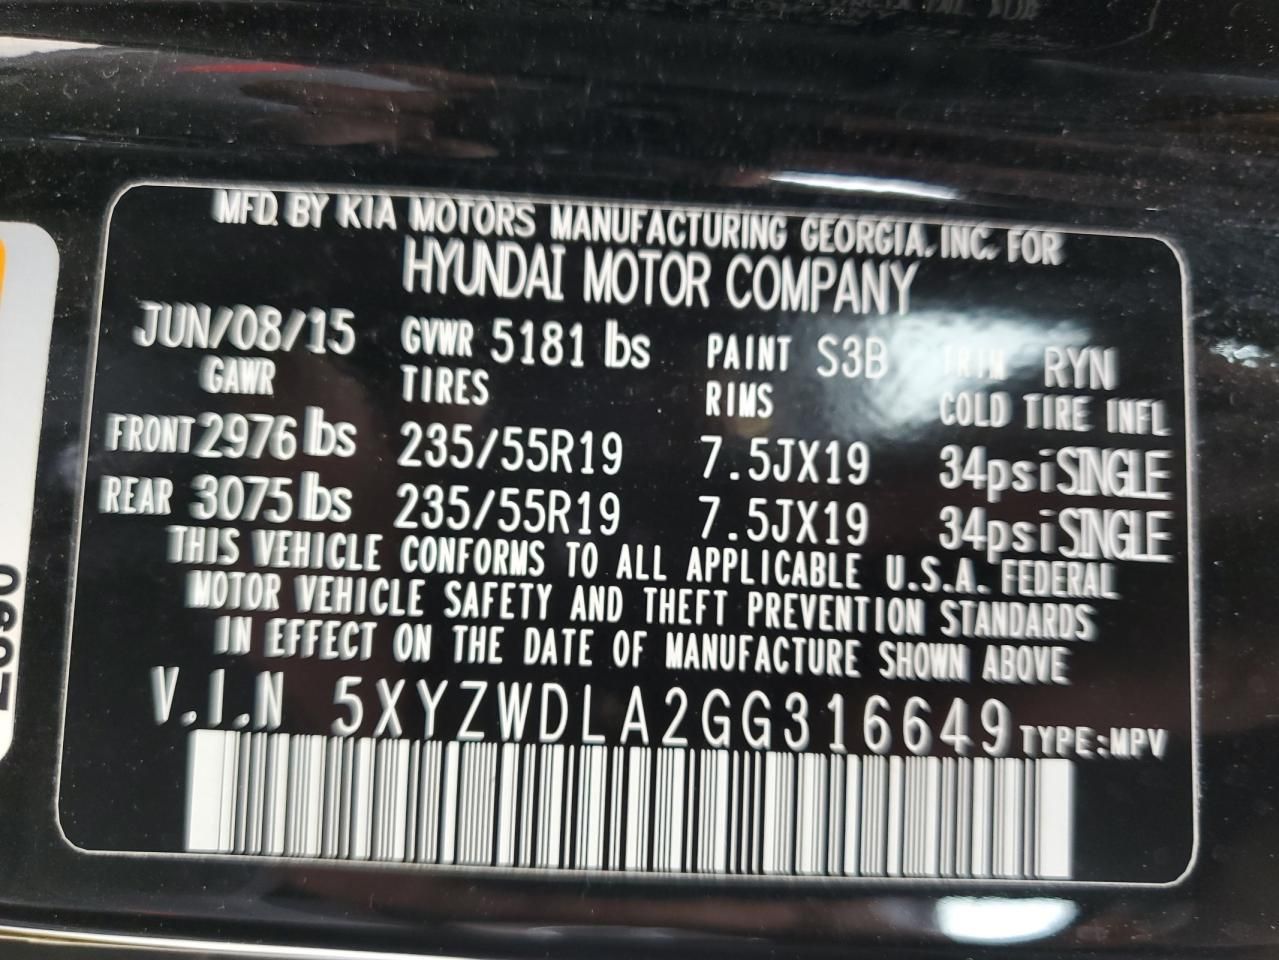 MFD. BY KIA MOTORS MANUFACTURING GEORGIA, INC. FOR
HYUNDAI MOTOR COMPANY
JUN/08/15 GVWR 5181 lbs PAINT S3B TRIM RYN
GAWR TIRES RIMS COLD TIRE INFL
FRONT 2976 lbs 235/55R19 7.5JX19 34psi SINGLE
REAR 3075 lbs 235/55R19 7.5JX19 34psi SINGLE
THIS VEHICLE CONFORMS TO ALL APPLICABLE U.S.A. FEDERAL
MOTOR VEHICLE SAFETY AND THEFT PREVENTION STANDARDS
IN EFFECT ON THE DATE OF MANUFACTURE SHOWN ABOVE
V.I.N 5XYZWDLA2GG316649 TYPE:MPV